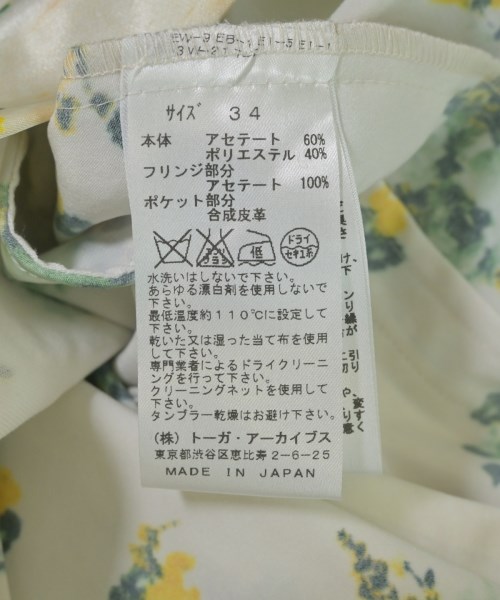 サイズ 34
本体 アセテート 60%
ポリエステル 40%
フリンジ部分
アセテート 100%
ポケット部分
合成皮革
低
ドライ
セキユ系
水洗いはしないで下さい。
あらゆる漂白剤を使用しないで
下さい。
最低温度約110℃に設定して
下さい。
乾いた又は湿った当て布を使用
して下さい。
専門業者によるドライクリーニ
ングを行って下さい。
クリーニングネットを使用して
下さい。
タンブラー乾燥はお避け下さい。
(株)トーガ・アーカイブス
東京都渋谷区恵比寿2-6-25
MADE IN JAPAN